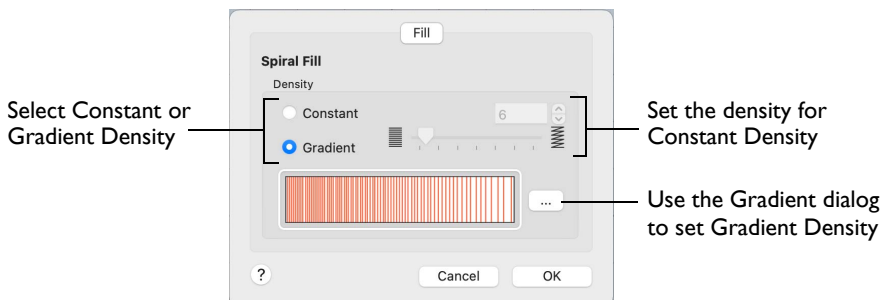 Fill
Spiral Fill
Density
Select Constant or
Gradient Density
Constant
6
Gradient
Set the density for
Constant Density
...
Use the Gradient dialog
to set Gradient Density
?
Cancel
OK